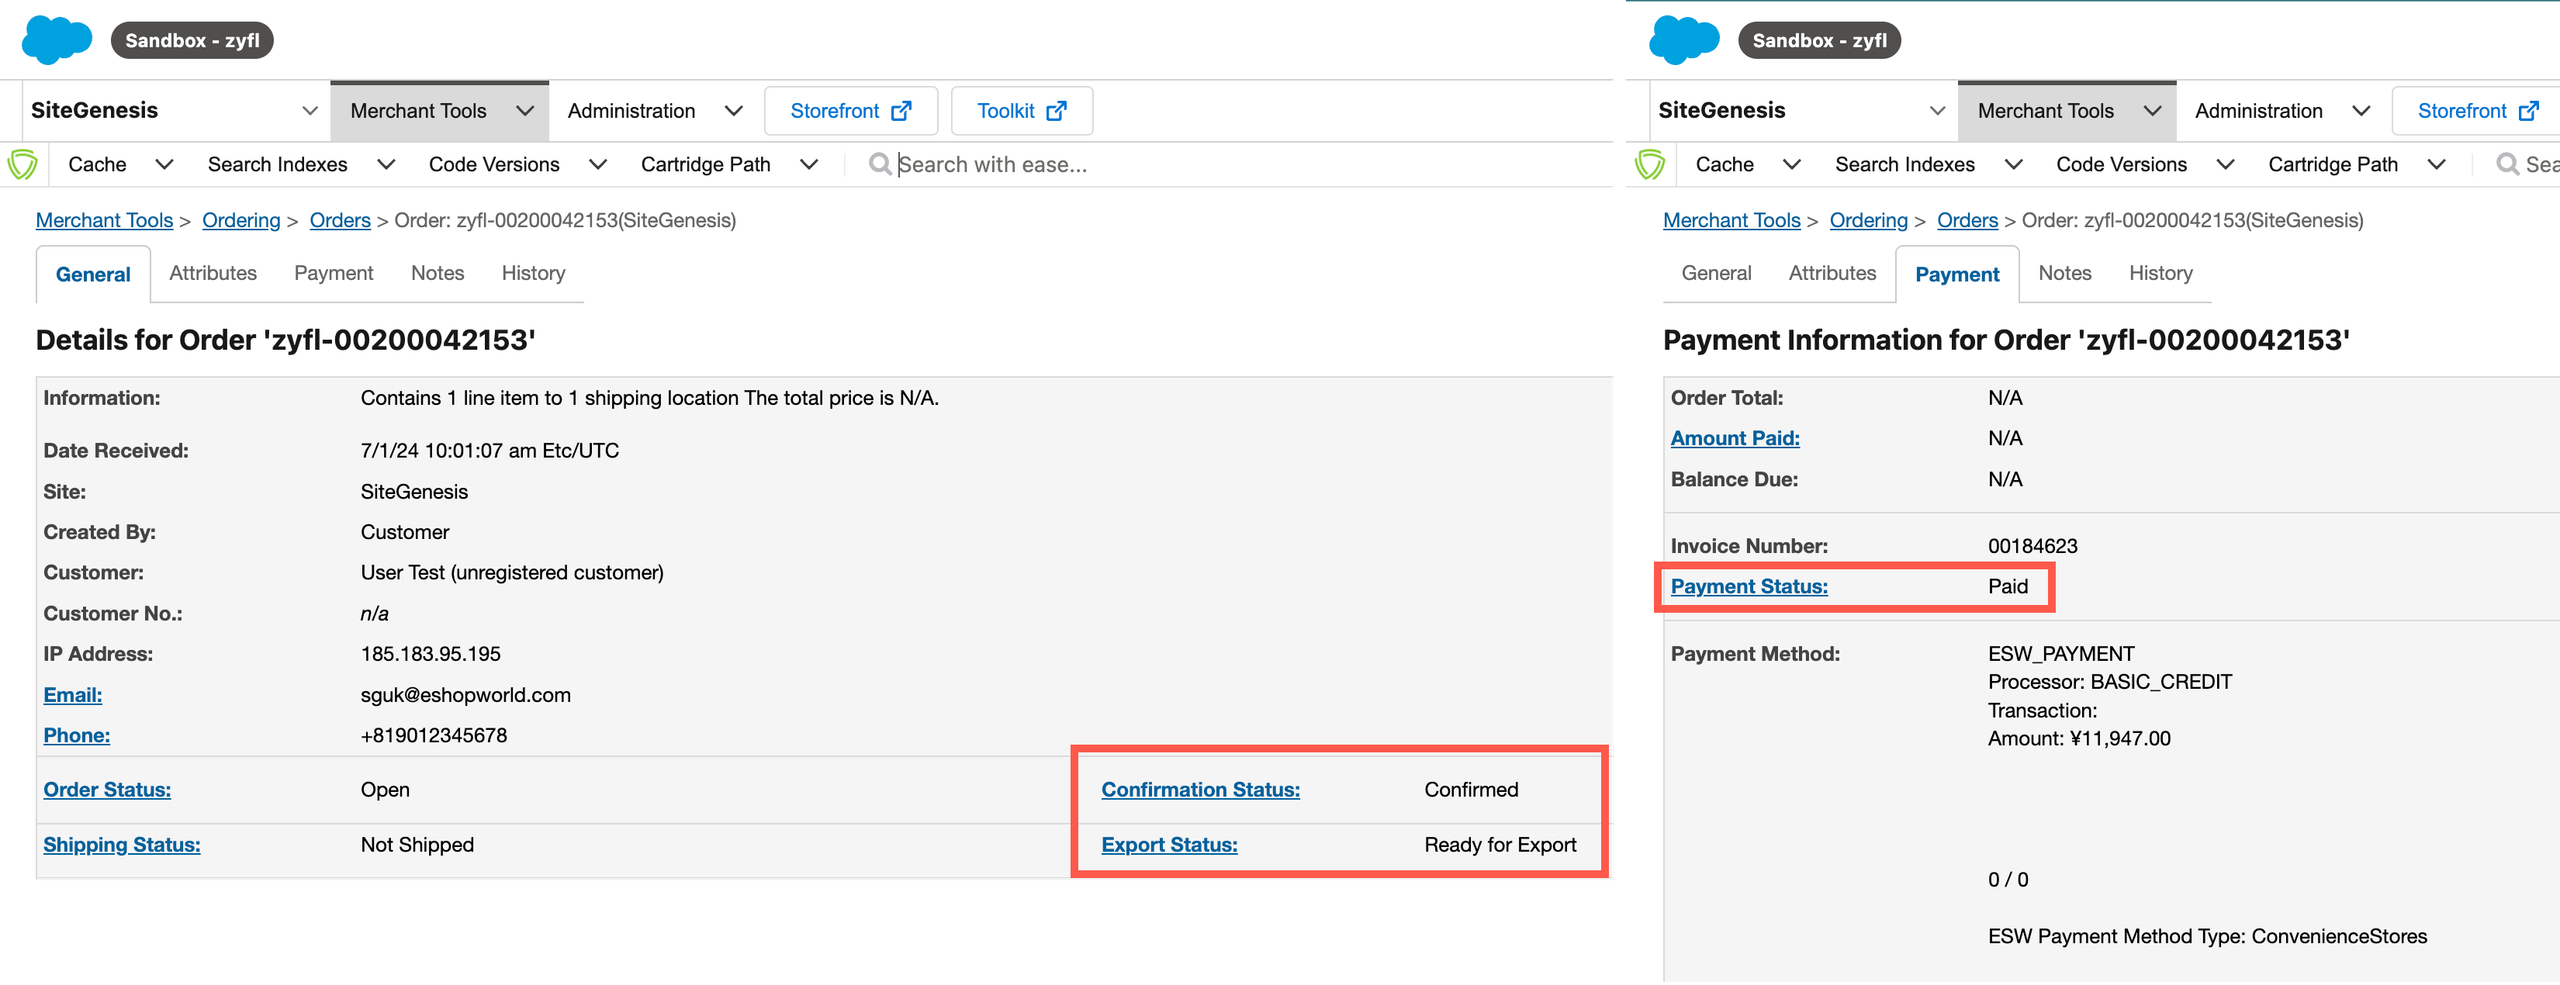 Sandbox - zyfl
SiteGenesis
Merchant Tools
Administration
Storefront
Toolkit
Cache
Search Indexes
Code Versions
Cartridge Path
Search with ease...
Merchant Tools > Ordering > Orders > Order: zyfl-00200042153(SiteGenesis)
General
Attributes
Payment
Notes
History
Details for Order 'zyfl-00200042153'
Information: Contains 1 line item to 1 shipping location The total price is N/A.
Date Received: 7/1/24 10:01:07 am Etc/UTC
Site: SiteGenesis
Created By: Customer
Customer: User Test (unregistered customer)
Customer No.: n/a
IP Address: 185.183.95.195
Email: sguk@eshopworld.com
Phone: +819012345678
Order Status: Open
Confirmation Status: Confirmed
Shipping Status: Not Shipped
Export Status: Ready for Export
Sandbox - zyfl
SiteGenesis
Merchant Tools
Administration
Storefront
Cache
Search Indexes
Code Versions
Cartridge Path
Sea
Merchant Tools > Ordering > Orders > Order: zyfl-00200042153(SiteGenesis)
General
Attributes
Payment
Notes
History
Payment Information for Order 'zyfl-00200042153'
Order Total: N/A
Amount Paid: N/A
Balance Due: N/A
Invoice Number: 00184623
Payment Status: Paid
Payment Method: ESW_PAYMENT
Processor: BASIC_CREDIT
Transaction:
Amount: ¥11,947.00
0 / 0
ESW Payment Method Type: ConvenienceStores